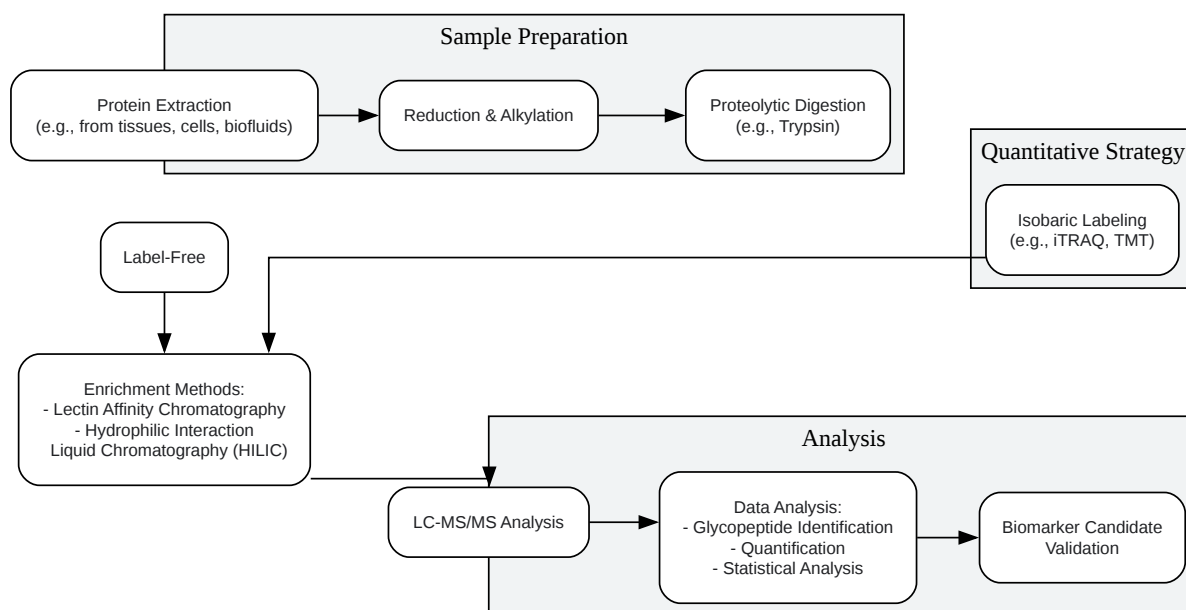 Sample Preparation
Protein Extraction
(e.g., from tissues, cells, biofluids)
Reduction & Alkylation
Proteolytic Digestion
(e.g., Trypsin)
Quantitative Strategy
Isobaric Labeling
(e.g., iTRAQ, TMT)
Label-Free
Enrichment Methods:
- Lectin Affinity Chromatography
- Hydrophilic Interaction
Liquid Chromatography (HILIC)
Analysis
LC-MS/MS Analysis
Data Analysis:
- Glycopeptide Identification
- Quantification
- Statistical Analysis
Biomarker Candidate
Validation